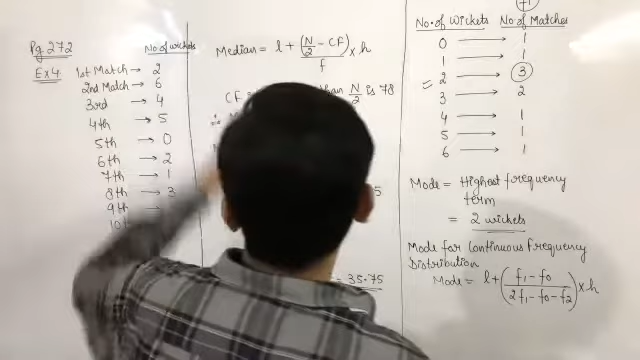 Pg 272
Ex 4
No. of wickets
1st Match → 2
2nd Match → 6
3rd → 4
4th → 5
5th → 0
6th → 2
7th → 1
8th → 3
9th →
10th
Median = l + (N/2 - CF)/f × h
CF = than N/2 is 78
∴
5
= 35.75
+1
No. of Wickets No. of Matches
0 → 1
1 → 1
2 → 3
3 → 1
4 → 1
5 → 1
6 → 1
Mode = Highest frequency
term
= 2 wickets
Mode for Continuous frequency
Distribution
Mode = l + (f1 - f0 / 2f1 - f0 - f2) × h